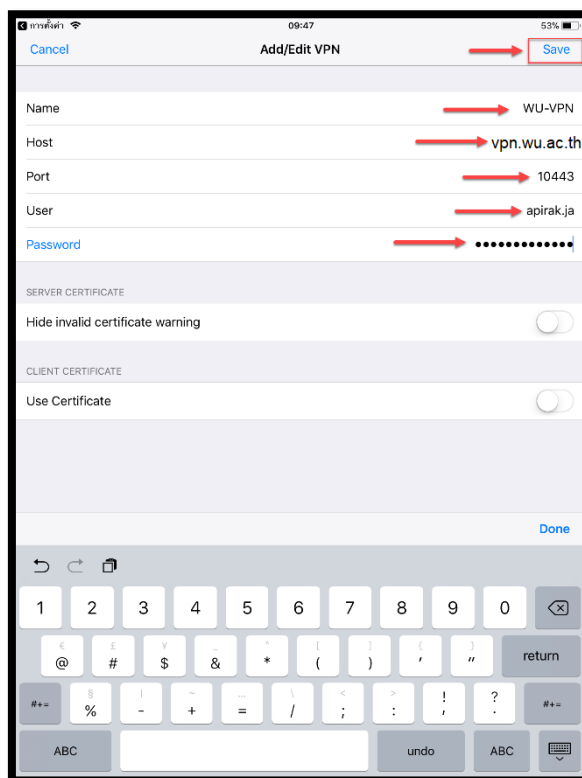 การตั้งค่า 09:47 53%
Cancel Add/Edit VPN Save
Name WU-VPN
Host vpn.wu.ac.th
Port 10443
User apirak.ja
Password •••••••••••••
SERVER CERTIFICATE
Hide invalid certificate warning
CLIENT CERTIFICATE
Use Certificate
Done
1 2 3 4 5 6 7 8 9 0
€ £ ¥ _ ^ [ ] { }
@ # $ & * ( ) ' " return
§ | ~ … \ < > ! ?
#+= % - + = / ; : , . #+=
ABC undo ABC